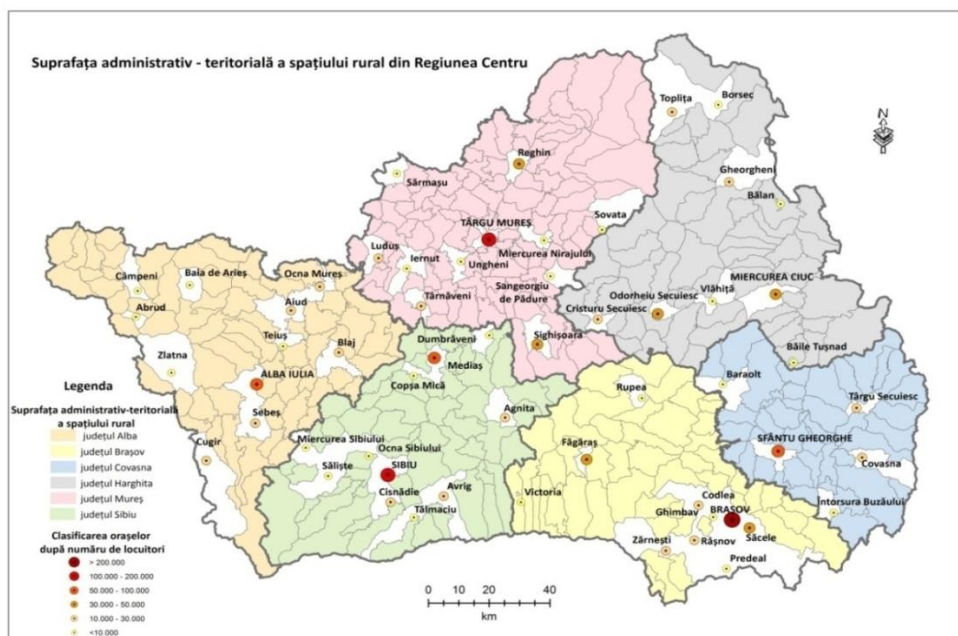 Suprafața administrativ - teritorială a spațiului rural din Regiunea Centru
N
Toplița
Borseç
Reghin
Gheorgheni
Sărmașu
Bălan
Sovata
TÂRGU MUREȘ
Luduș
Iernut
Miercurea Nirajului
Ungheni
Câmpeni
Baia de Arieș
Ocna Mureș
MIERCUREA CIUC
Sangeorgiu
de Pădure
Vlăhița
Odorheiu Secuiesc
Târnăveni
Cristuru Secuiesc
Abrud
Aiud
Teiuș
Blaj
Dumbrăveni
Sighișoara
Zlatna
Mediaș
Băile Tușnad
ALBA IULIA
Copșa Mică
Rupea
Baraolt
Târgu Secuiesc
Sebeș
Agnita
Cugir
Miercurea Sibiului
Ocna Sibiului
Făgăraș
SFÂNTU GHEORGHE
SIBIU
Săliște
Covasna
Cisnădie
Avrig
Victoria
Codlea
Întorsura Buzăului
Tălmaciu
Ghimbav
BRAȘOV
Săcele
Zărnești
Râșnov
Predeal
Legenda
Suprafața administrativ-teritorială
a spațiului rural
județul Alba
județul Brașov
județul Covasna
județul Harghita
județul Mureș
județul Sibiu
Clasificarea orașelor
după număru de locuitori
> 200.000
100.000 - 200.000
50.000 - 100.000
30.000 - 50.000
10.000 - 30.000
<10.000
40 20 0 40
km